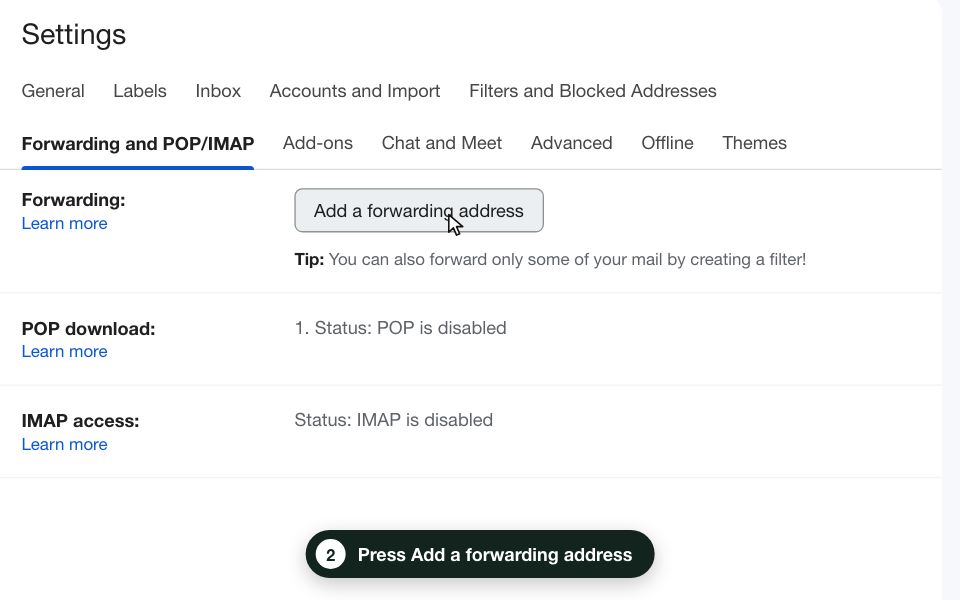 Settings
General Labels Inbox Accounts and Import Filters and Blocked Addresses
Forwarding and POP/IMAP Add-ons Chat and Meet Advanced Offline Themes
Forwarding: Add a forwarding address
Learn more
Tip: You can also forward only some of your mail by creating a filter!
POP download: 1. Status: POP is disabled
Learn more
IMAP access: Status: IMAP is disabled
Learn more
2 Press Add a forwarding address